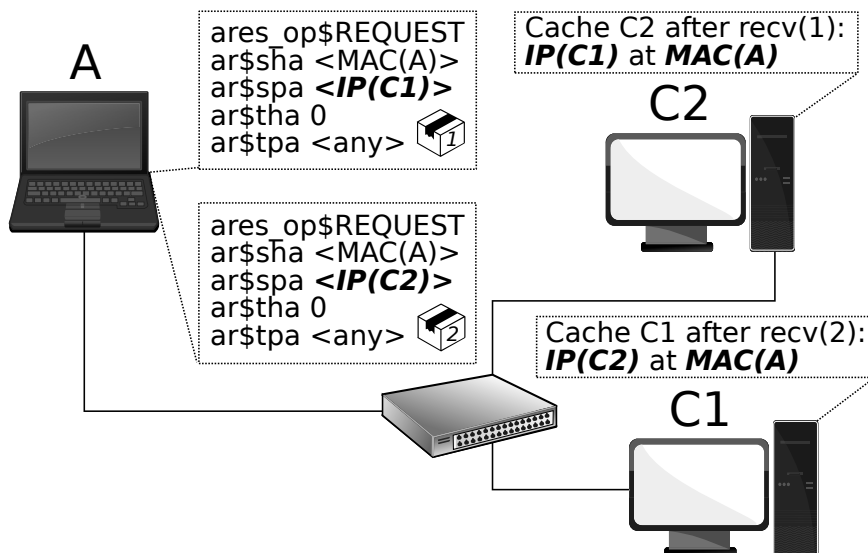 A
ares_op$REQUEST
ar$sha <MAC(A)>
ar$spa <IP(C1)>
ar$tha 0
ar$tpa <any>
1
ares_op$REQUEST
ar$sha <MAC(A)>
ar$spa <IP(C2)>
ar$tha 0
ar$tpa <any>
2
Cache C2 after recv(1):
IP(C1) at MAC(A)
C2
Cache C1 after recv(2):
IP(C2) at MAC(A)
C1